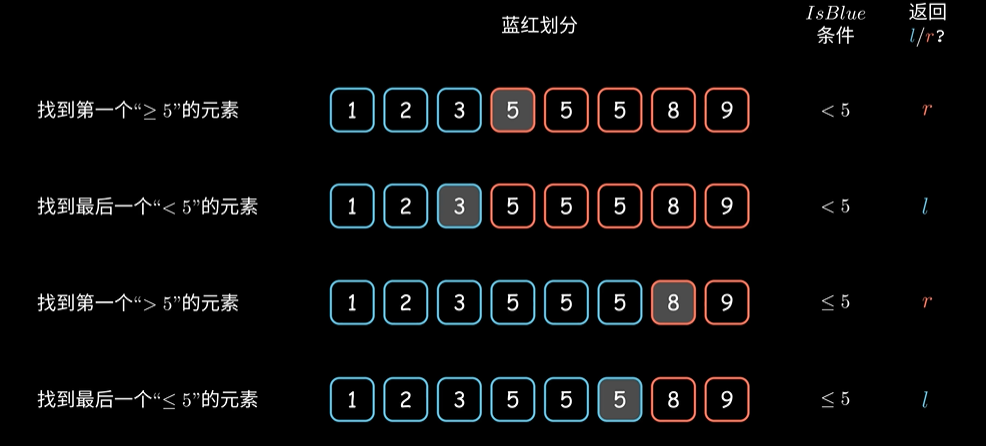 蓝红划分
IsBlue
条件
返回
l/r?
找到第一个“≥ 5”的元素 1 2 3 5 5 5 8 9 < 5 r
找到最后一个“< 5”的元素 1 2 3 5 5 5 8 9 < 5 l
找到第一个“> 5”的元素 1 2 3 5 5 5 8 9 ≤ 5 r
找到最后一个“≤ 5”的元素 1 2 3 5 5 5 8 9 ≤ 5 l